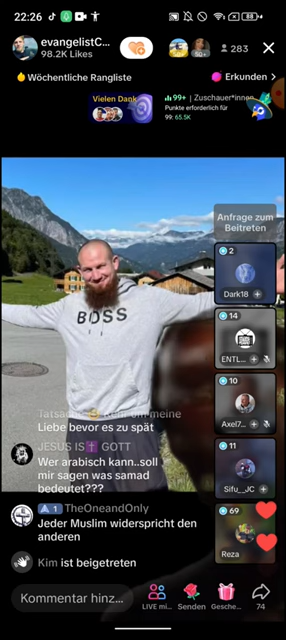 22:26
88
evangelistC...
98.2K Likes
50+
283
Wöchentliche Rangliste
Erkunden >
Vielen Dank
99+ | Zuschauer*innen
Punkte erforderlich für
99: 65.5K
Anfrage zum
Beitreten
2
Dark18 +
BOSS
14
ENTL...
10
Axel7...
Liebe bevor es zu spät
JESUS IS✝️ GOTT
Wer arabisch kann..soll
mir sagen was samad
bedeutet???
11
Sifu_JC +
A 1 TheOneandOnly
Jeder Muslim widerspricht den
anderen
69
Reza
Kim ist beigetreten
Kommentar hinz...
LIVE mi...
Senden
Gesche...
74